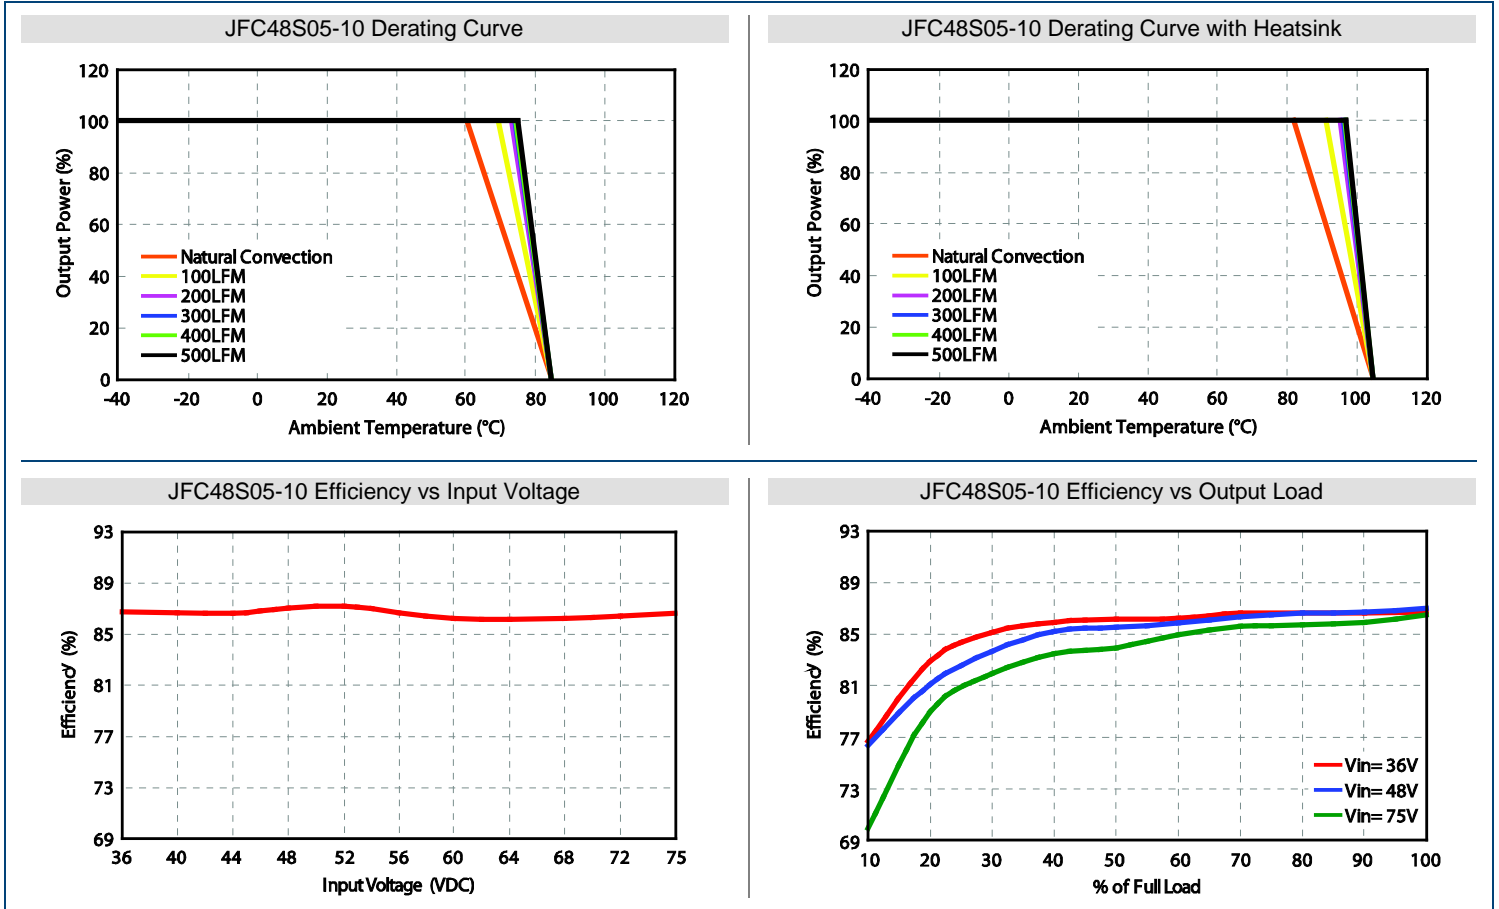 JFC48S05-10 Derating Curve
120
100
80
60
40
20
0
Output Power (%)
Natural Convection
100LFM
200LFM
300LFM
400LFM
500LFM
-40 -20 0 20 40 60 80 100 120
Ambient Temperature (°C)
JFC48S05-10 Derating Curve with Heatsink
120
100
80
60
40
20
0
Output Power (%)
Natural Convection
100LFM
200LFM
300LFM
400LFM
500LFM
-40 -20 0 20 40 60 80 100 120
Ambient Temperature (°C)
JFC48S05-10 Efficiency vs Input Voltage
93
89
85
81
77
73
69
Efficiency (%)
36 40 44 48 52 56 60 64 68 72 75
Input Voltage (VDC)
JFC48S05-10 Efficiency vs Output Load
93
89
85
81
77
73
69
Efficiency (%)
Vin= 36V
Vin= 48V
Vin= 75V
10 20 30 40 50 60 70 80 90 100
% of Full Load